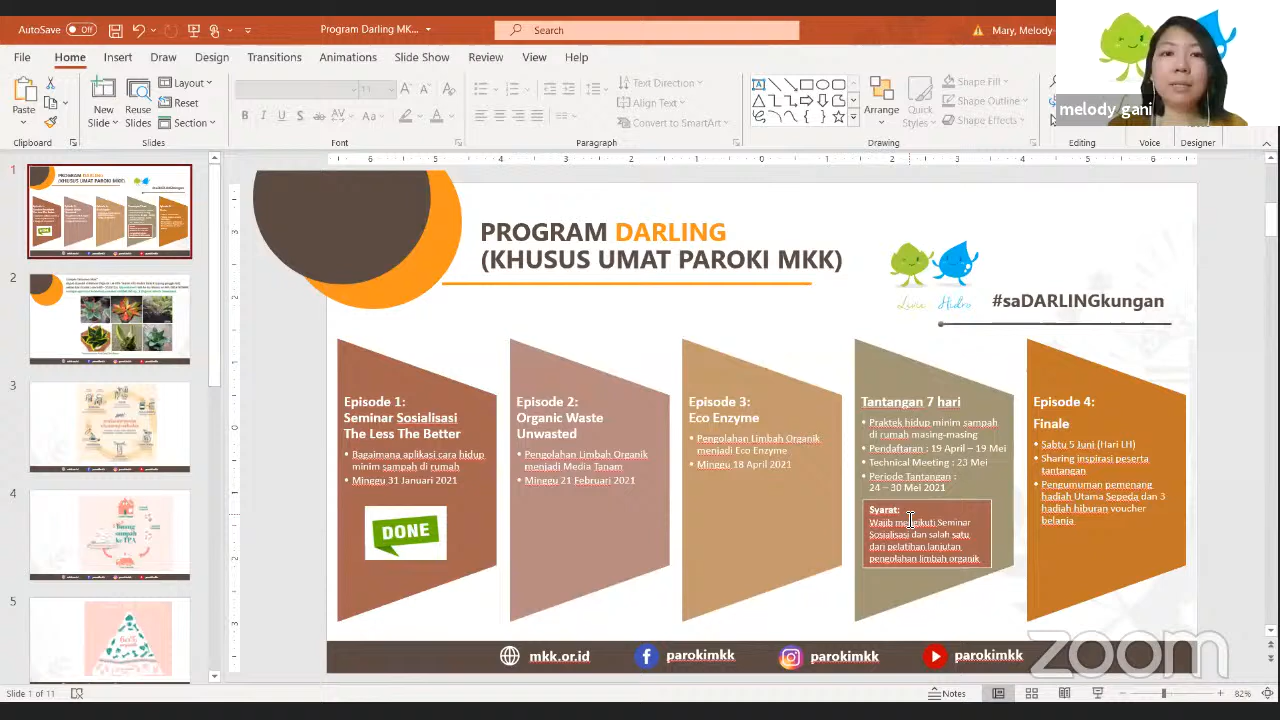 AutoSave Off
Program Darling MKK...
Search
Mary, Melody
melody gani
File Home Insert Draw Design Transitions Animations Slide Show Review View Help
Paste
Clipboard
New Slide
Reuse Slides
Layout
Reset
Section
Slides
11
Font
Text Direction
Align Text
Convert to SmartArt
Paragraph
Arrange
Quick Styles
Shape Fill
Shape Outline
Shape Effects
Drawing
Editing
Voice
Designer
1
2
3
4
5
PROGRAM DARLING
(KHUSUS UMAT PAROKI MKK)
Hidro
#saDARLINGkungan
Episode 1:
Seminar Sosialisasi
The Less The Better
• Bagaimana aplikasi cara hidup
minim sampah di rumah
• Minggu 31 Januari 2021
DONE
Episode 2:
Organic Waste
Unwasted
• Pengolahan Limbah Organik
menjadi Media Tanam
• Minggu 21 Februari 2021
Episode 3:
Eco Enzyme
• Pengolahan Limbah Organik
menjadi Eco Enzyme
• Minggu 18 April 2021
Tantangan 7 hari
• Praktek hidup minim sampah
di rumah masing-masing
• Pendaftaran : 19 April – 19 Mei
• Technical Meeting : 23 Mei
• Periode Tantangan :
24 – 30 Mei 2021
Syarat:
Wajib mengikuti Seminar
Sosialisasi dan salah satu
dari pelatihan lanjutan
pengolahan limbah organik
Episode 4:
Finale
• Sabtu 5 Juni (Hari LH)
• Sharing inspirasi peserta
tantangan
• Pengumuman pemenang
hadiah Utama Sepeda dan 3
hadiah hiburan voucher
belanja
mkk.or.id
parokimkk
parokimkk
parokimkk
zoom
Slide 1 of 11
Notes
82%